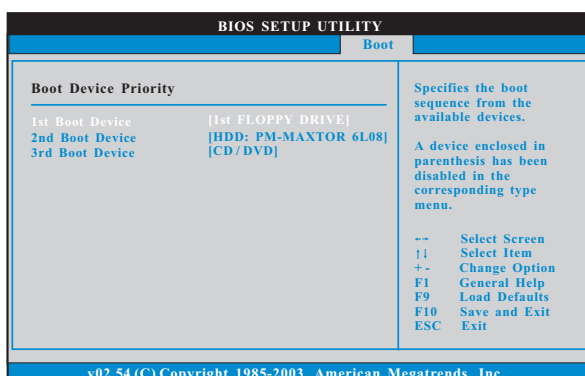 BIOS SETUP UTILITY
Boot
Boot Device Priority
1st Boot Device [1st FLOPPY DRIVE]
2nd Boot Device [HDD: PM-MAXTOR 6L08]
3rd Boot Device [CD/DVD]
Specifies the boot
sequence from the
available devices.
A device enclosed in
parenthesis has been
disabled in the
corresponding type
menu.
←→ Select Screen
↑↓ Select Item
+ - Change Option
F1 General Help
F9 Load Defaults
F10 Save and Exit
ESC Exit
v02.54 (C) Copyright 1985-2003, American Megatrends, Inc.